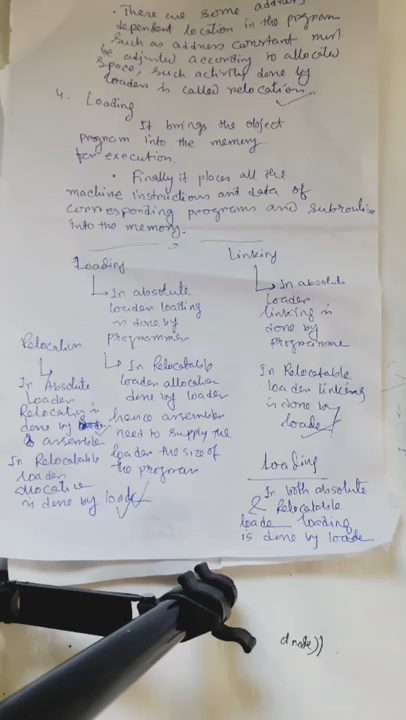 • There are some address
dependent location in the program
such as address constant must
be adjusted according to allocated
space, such activity done by
loader is called relocation.
4. Loading
It brings the object
program into the memory
for execution.
• Finally it places all the
machine instructions and data of
corresponding programs and subroutine
into the memory.
Loading
In absolute
loader loading
is done by
programmer
In Relocatable
loader allocation
done by loader
hence assembler
need to supply the
loader the size of
the program
Relocation
In Absolute
Loader
Relocation is
done by
assembler
In Relocatable
loader
allocation
is done by loader
Linking
In absolute
loader
linking is
done by
programme
In Relocatable
loader linking
is done by
loader
Loading
In both absolute
& Relocatable
loade loading
is done by loade
dnode))